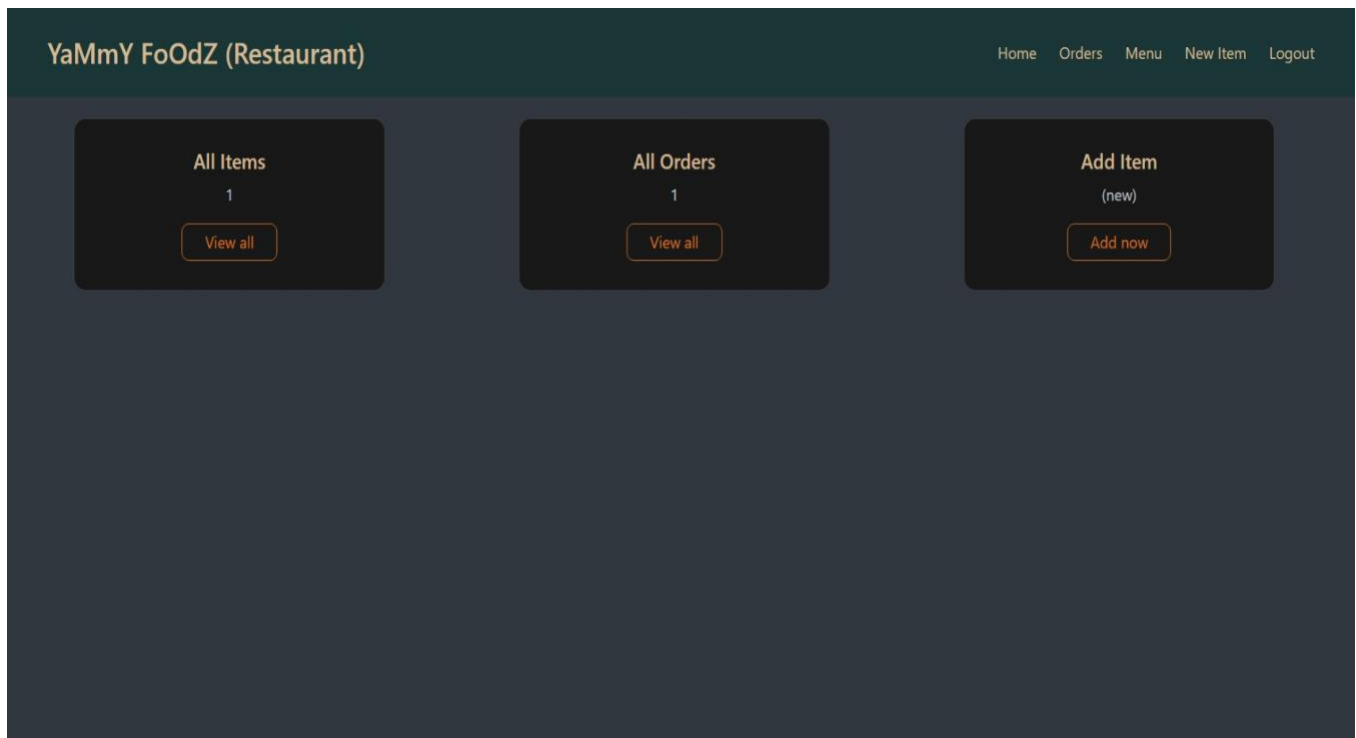 YaMmY FoOdZ (Restaurant)
Home Orders Menu New Item Logout
All Items
1
View all
All Orders
1
View all
Add Item
(new)
Add now